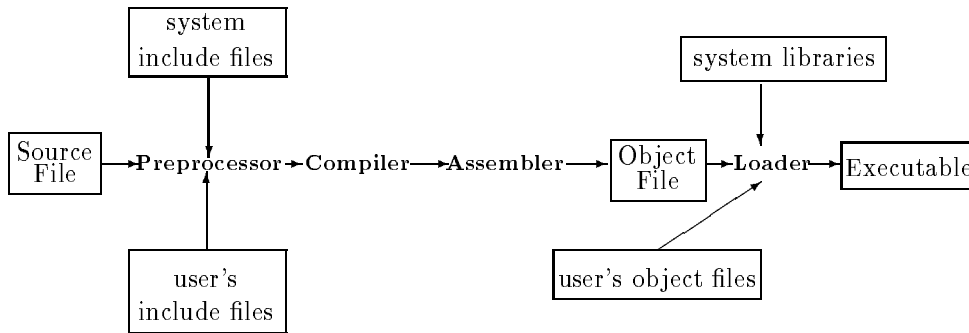 system
include files
system libraries
Source
File
Preprocessor
Compiler
Assembler
Object
File
Loader
Executable
user's
include files
user's object files